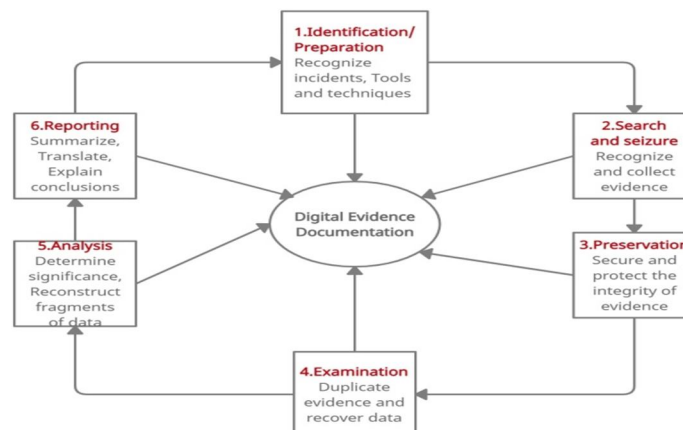 1.Identification/
Preparation
Recognize
incidents, Tools
and techniques
2.Search
and seizure
Recognize
and collect
evidence
3.Preservation
Secure and
protect the
integrity of
evidence
4.Examination
Duplicate
evidence and
recover data
5.Analysis
Determine
significance,
Reconstruct
fragments
of data
6.Reporting
Summarize,
Translate,
Explain
conclusions
Digital Evidence
Documentation